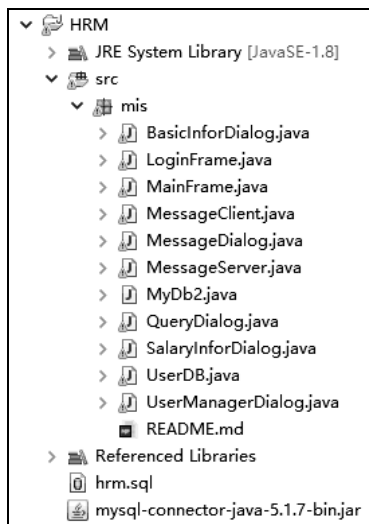 HRM
JRE System Library [JavaSE-1.8]
src
mis
BasicInforDialog.java
LoginFrame.java
MainFrame.java
MessageClient.java
MessageDialog.java
MessageServer.java
MyDb2.java
QueryDialog.java
SalaryInforDialog.java
UserDB.java
UserManagerDialog.java
README.md
Referenced Libraries
hrm.sql
mysql-connector-java-5.1.7-bin.jar